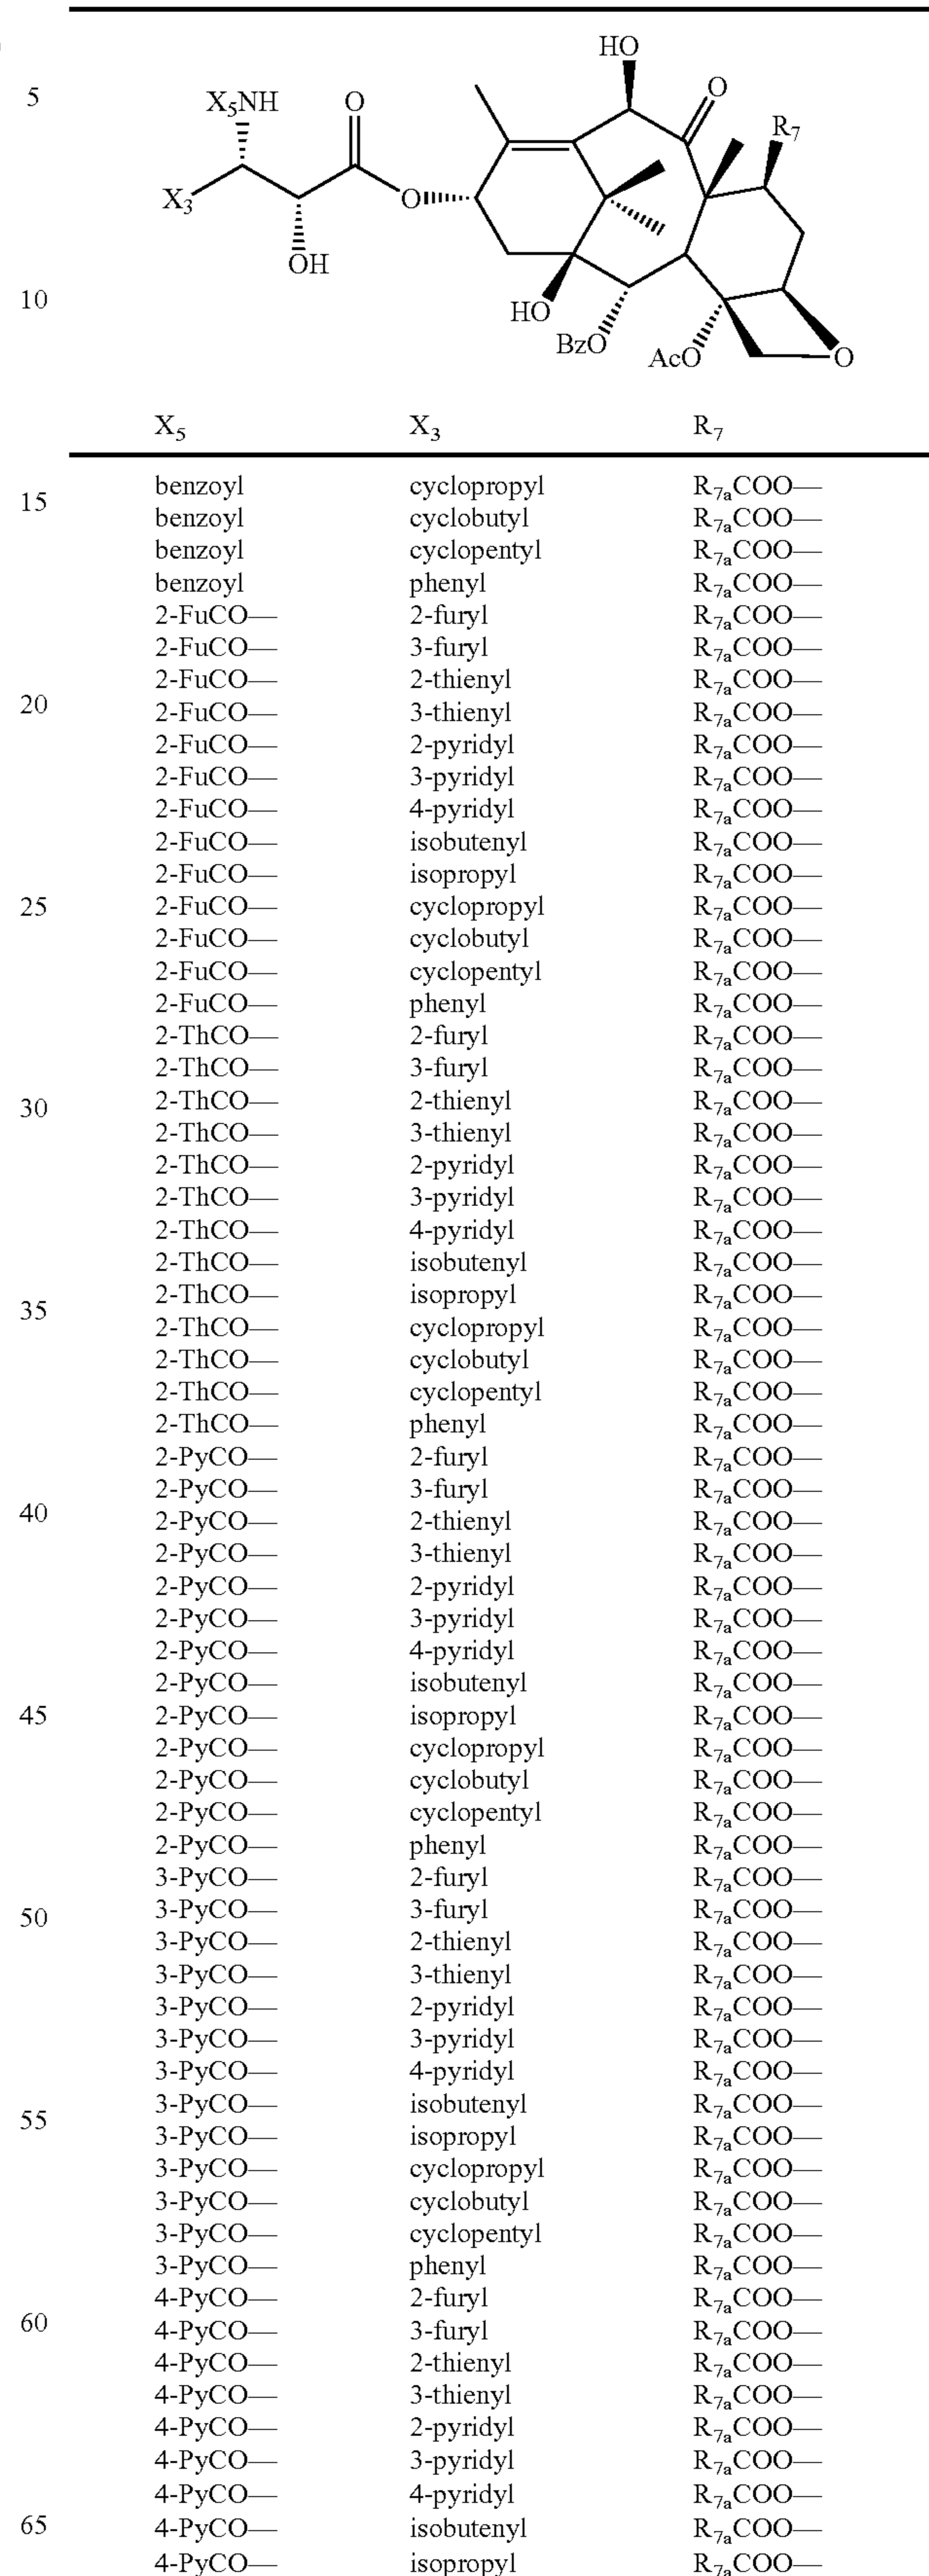 HO
5
X₅NH
O
O
R₇
X₃
O
OH
10
HO
BzO
AcO
O
X₅ X₃ R₇
15
benzoyl cyclopropyl R₇ₐCOO—
benzoyl cyclobutyl R₇ₐCOO—
benzoyl cyclopentyl R₇ₐCOO—
benzoyl phenyl R₇ₐCOO—
2-FuCO— 2-furyl R₇ₐCOO—
2-FuCO— 3-furyl R₇ₐCOO—
2-FuCO— 2-thienyl R₇ₐCOO—
20
2-FuCO— 3-thienyl R₇ₐCOO—
2-FuCO— 2-pyridyl R₇ₐCOO—
2-FuCO— 3-pyridyl R₇ₐCOO—
2-FuCO— 4-pyridyl R₇ₐCOO—
2-FuCO— isobutenyl R₇ₐCOO—
2-FuCO— isopropyl R₇ₐCOO—
25
2-FuCO— cyclopropyl R₇ₐCOO—
2-FuCO— cyclobutyl R₇ₐCOO—
2-FuCO— cyclopentyl R₇ₐCOO—
2-FuCO— phenyl R₇ₐCOO—
2-ThCO— 2-furyl R₇ₐCOO—
2-ThCO— 3-furyl R₇ₐCOO—
30
2-ThCO— 2-thienyl R₇ₐCOO—
2-ThCO— 3-thienyl R₇ₐCOO—
2-ThCO— 2-pyridyl R₇ₐCOO—
2-ThCO— 3-pyridyl R₇ₐCOO—
2-ThCO— 4-pyridyl R₇ₐCOO—
2-ThCO— isobutenyl R₇ₐCOO—
2-ThCO— isopropyl R₇ₐCOO—
35
2-ThCO— cyclopropyl R₇ₐCOO—
2-ThCO— cyclobutyl R₇ₐCOO—
2-ThCO— cyclopentyl R₇ₐCOO—
2-ThCO— phenyl R₇ₐCOO—
2-PyCO— 2-furyl R₇ₐCOO—
2-PyCO— 3-furyl R₇ₐCOO—
40
2-PyCO— 2-thienyl R₇ₐCOO—
2-PyCO— 3-thienyl R₇ₐCOO—
2-PyCO— 2-pyridyl R₇ₐCOO—
2-PyCO— 3-pyridyl R₇ₐCOO—
2-PyCO— 4-pyridyl R₇ₐCOO—
2-PyCO— isobutenyl R₇ₐCOO—
45
2-PyCO— isopropyl R₇ₐCOO—
2-PyCO— cyclopropyl R₇ₐCOO—
2-PyCO— cyclobutyl R₇ₐCOO—
2-PyCO— cyclopentyl R₇ₐCOO—
2-PyCO— phenyl R₇ₐCOO—
3-PyCO— 2-furyl R₇ₐCOO—
50
3-PyCO— 3-furyl R₇ₐCOO—
3-PyCO— 2-thienyl R₇ₐCOO—
3-PyCO— 3-thienyl R₇ₐCOO—
3-PyCO— 2-pyridyl R₇ₐCOO—
3-PyCO— 3-pyridyl R₇ₐCOO—
3-PyCO— 4-pyridyl R₇ₐCOO—
55
3-PyCO— isobutenyl R₇ₐCOO—
3-PyCO— isopropyl R₇ₐCOO—
3-PyCO— cyclopropyl R₇ₐCOO—
3-PyCO— cyclobutyl R₇ₐCOO—
3-PyCO— cyclopentyl R₇ₐCOO—
3-PyCO— phenyl R₇ₐCOO—
4-PyCO— 2-furyl R₇ₐCOO—
60
4-PyCO— 3-furyl R₇ₐCOO—
4-PyCO— 2-thienyl R₇ₐCOO—
4-PyCO— 3-thienyl R₇ₐCOO—
4-PyCO— 2-pyridyl R₇ₐCOO—
4-PyCO— 3-pyridyl R₇ₐCOO—
4-PyCO— 4-pyridyl R₇ₐCOO—
65
4-PyCO— isobutenyl R₇ₐCOO—
4-PyCO— isopropyl R₇ₐCOO—